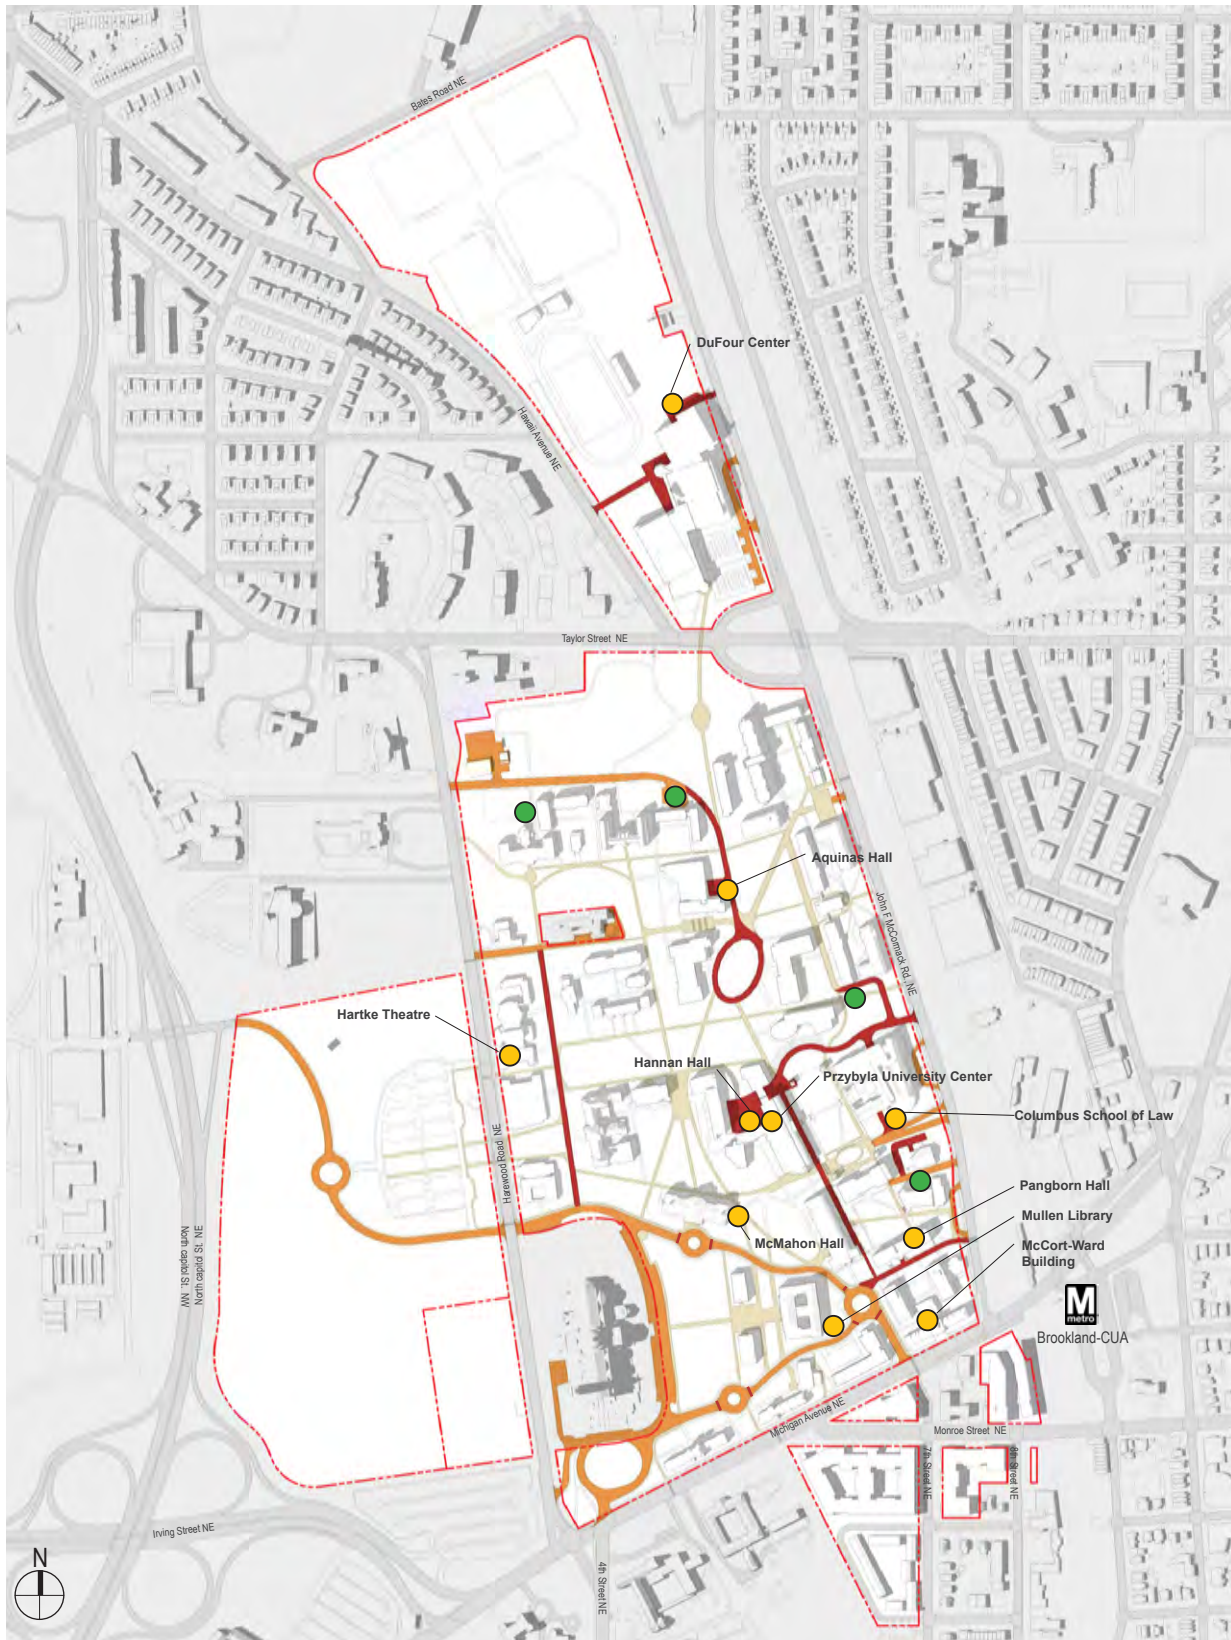 Bates Road NE
DuFour Center
Hawaii Avenue NE
Taylor Street NE
Aquinas Hall
John F McCormack Rd. NE
Hartke Theatre
Hannan Hall
Przybyla University Center
Columbus School of Law
Harewood Road NE
Pangborn Hall
Mullen Library
McMahon Hall
McCort-Ward
Building
North capitol St. NW
North capitol St. NE
M
metro
Brookland-CUA
Michigan Avenue NE
Monroe Street NE
7th Street NE
8th Street NE
Irving Street NE
N
4th Street NE